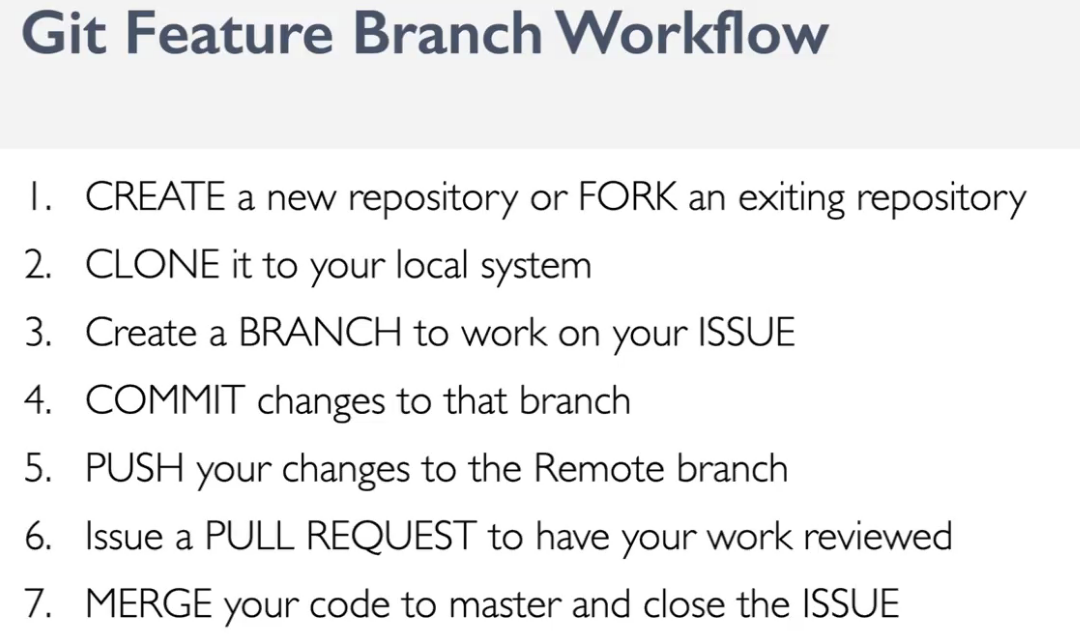 Git Feature Branch Workflow
1. CREATE a new repository or FORK an exiting repository
2. CLONE it to your local system
3. Create a BRANCH to work on your ISSUE
4. COMMIT changes to that branch
5. PUSH your changes to the Remote branch
6. Issue a PULL REQUEST to have your work reviewed
7. MERGE your code to master and close the ISSUE